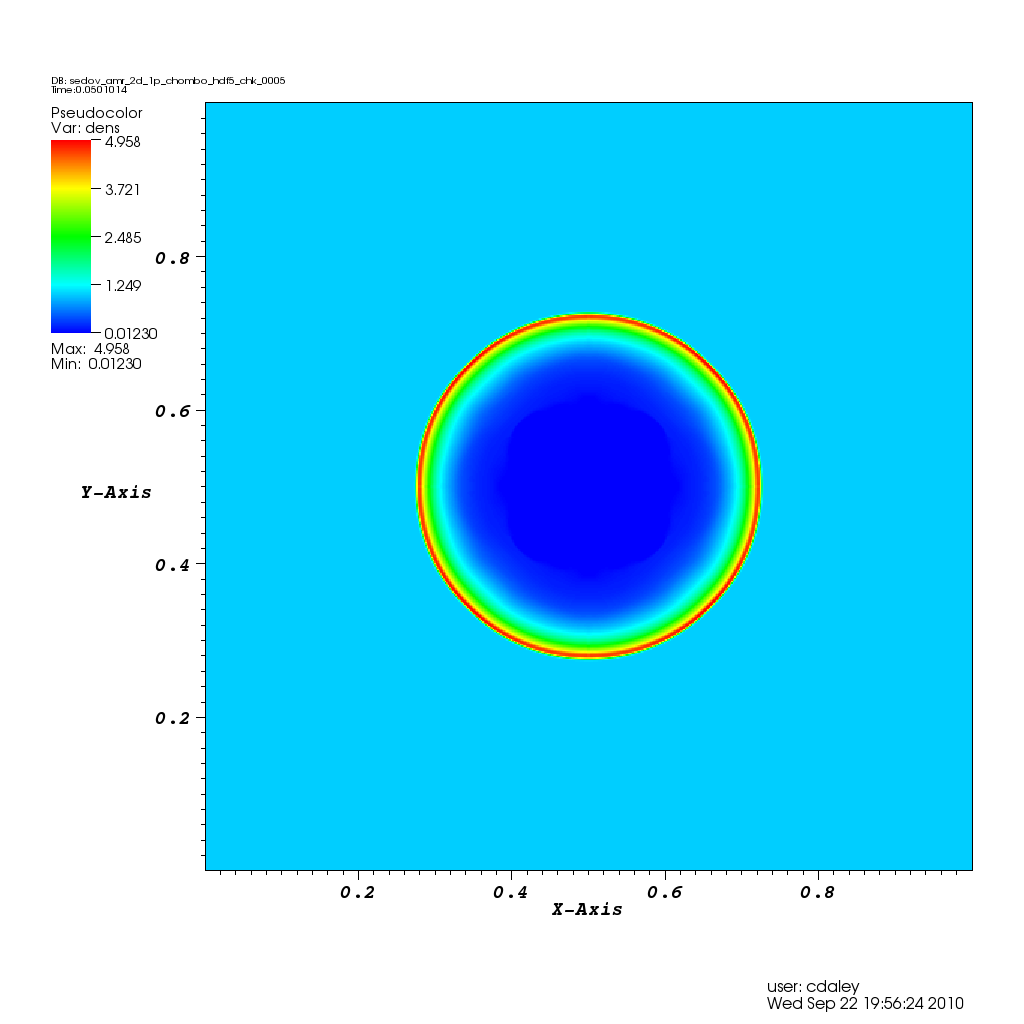 DB: sedov_amr_2d_1p_chombo_hdf5_chk_0005
Time:0.0501014
Pseudocolor
Var: dens
4.958
3.721
2.485
1.249
0.01230
Max: 4.958
Min: 0.01230
0.8
0.6
Y-Axis
0.4
0.2
0.2 0.4 0.6 0.8
X-Axis
user: cdaley
Wed Sep 22 19:56:24 2010